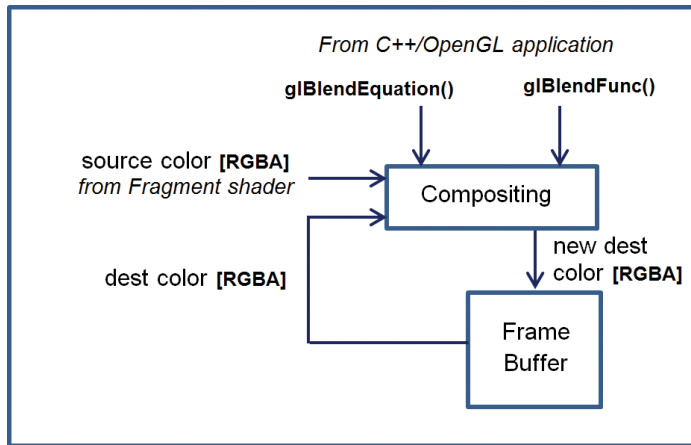 From C++/OpenGL application
glBlendEquation() glBlendFunc()
source color [RGBA]
from Fragment shader
Compositing
dest color [RGBA]
new dest
color [RGBA]
Frame
Buffer